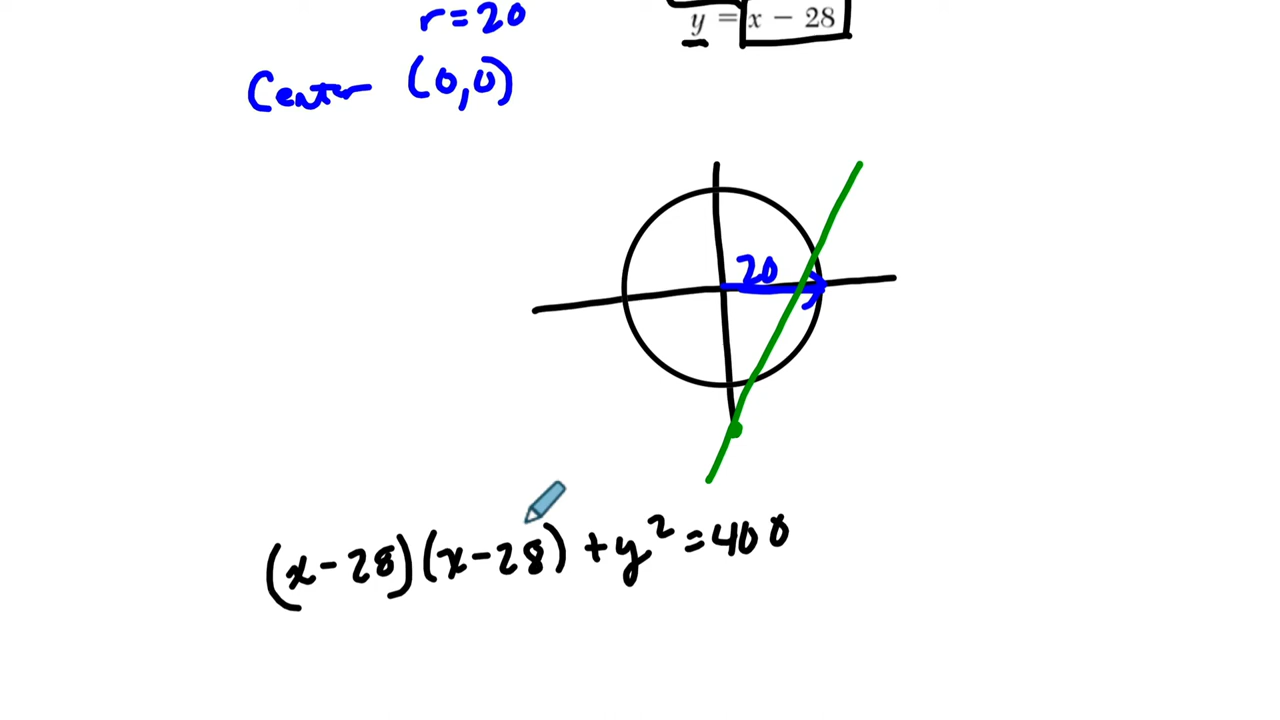 r = 20
y = x − 28
Center (0,0)
20
(x-28)(x-28) + y² = 400